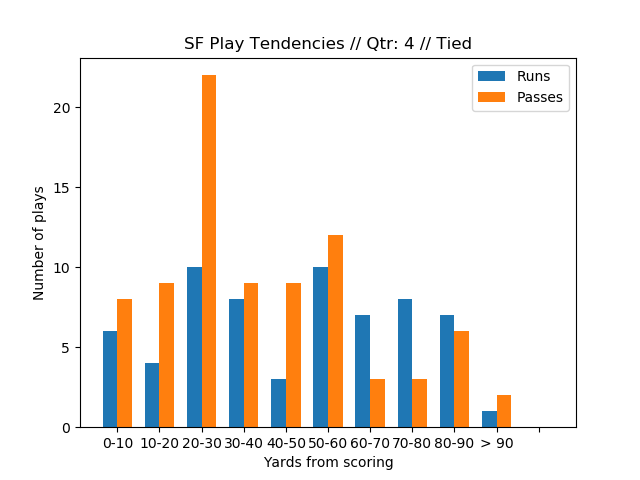 SF Play Tendencies // Qtr: 4 // Tied
Runs
Passes
Number of plays
20
15
10
5
0
0-10 10-20 20-30 30-40 40-50 50-60 60-70 70-80 80-90 > 90
Yards from scoring